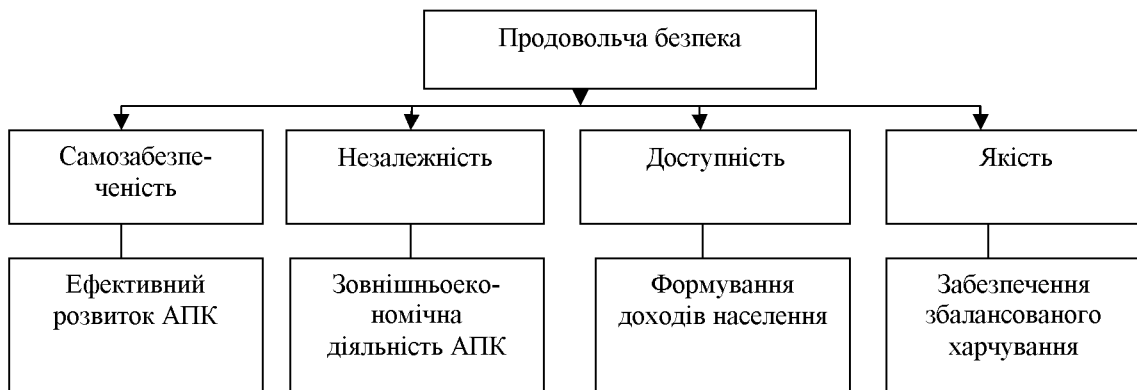 Продовольча безпека
Самозабезпе-
ченість
Незалежність
Доступність
Якість
Ефективний
розвиток АПК
Зовнішньоеко-
номічна
діяльність АПК
Формування
доходів населення
Забезпечення
збалансованого
харчування